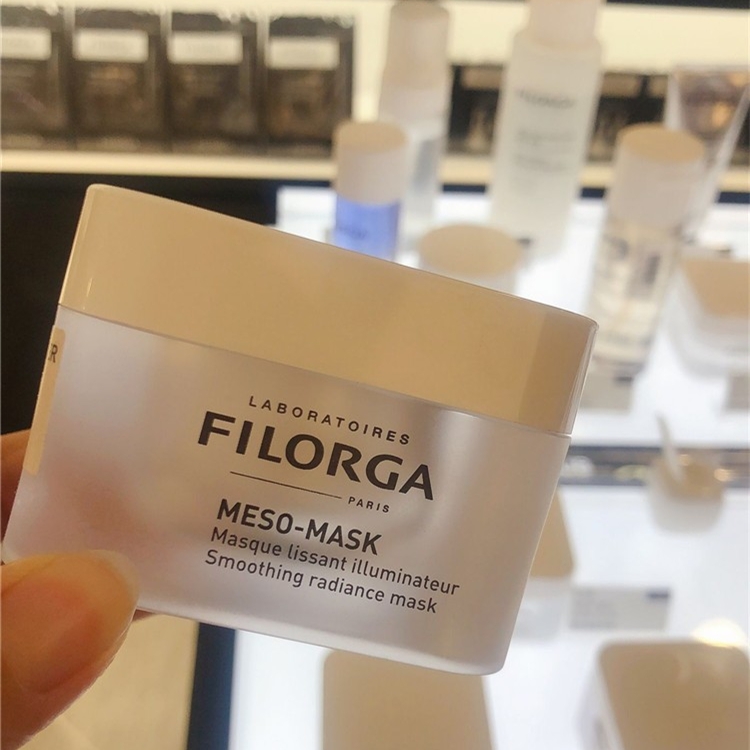 LABORATOIRES
FILORGA
PARIS
MESO-MASK
Masque lissant illuminateur
Smoothing radiance mask